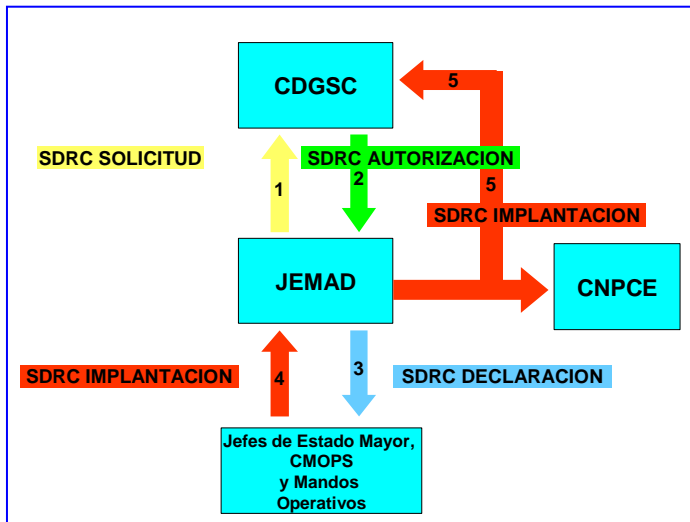 CDGSC
5
SDRC SOLICITUD
SDRC AUTORIZACION
1
2
5
SDRC IMPLANTACION
JEMAD
CNPCE
SDRC IMPLANTACION
4
3
SDRC DECLARACION
Jefes de Estado Mayor,
CMOPS
y Mandos
Operativos